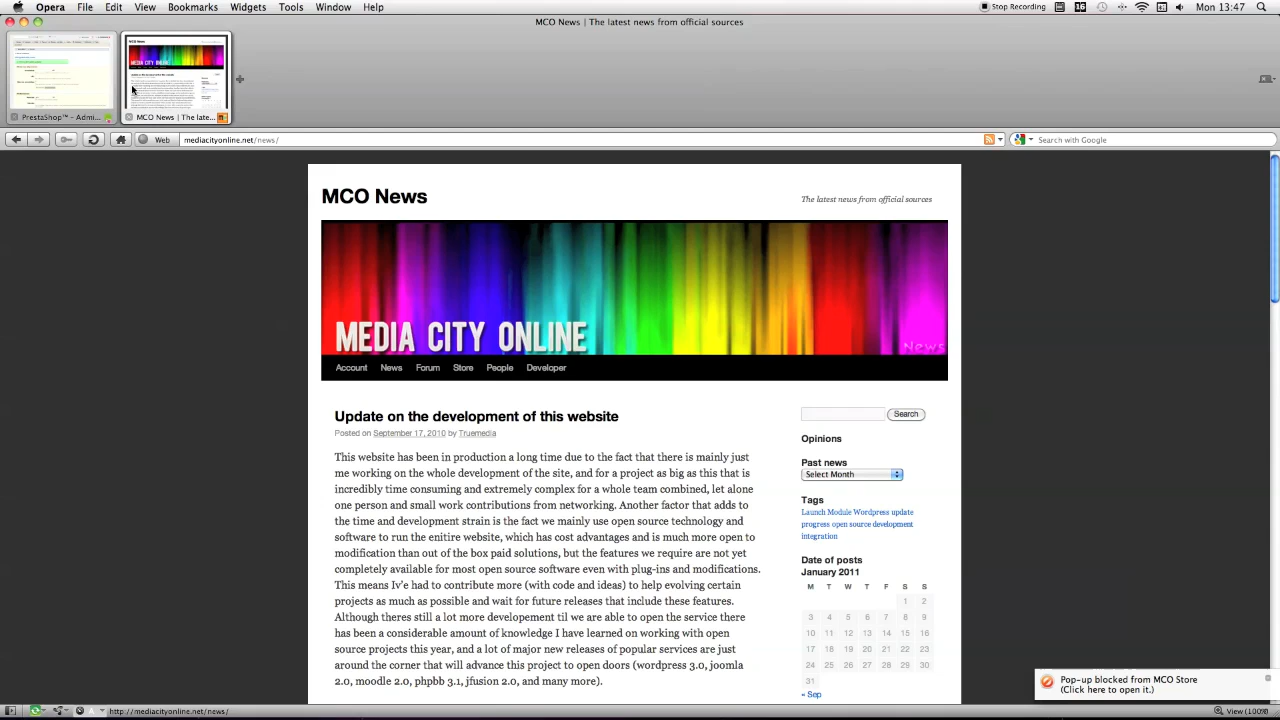 Opera File Edit View Bookmarks Widgets Tools Window Help Stop Recording 16 Mon 13:47
MCO News | The latest news from official sources
PrestaShop™ - Admi... MCO News | The late...
Web mediacityonline.net/news/ Search with Google
MCO News
The latest news from official sources
MEDIA CITY ONLINE
News
Account News Forum Store People Developer
Update on the development of this website
Posted on September 17, 2010 by Truemedia
This website has been in production a long time due to the fact that there is mainly just
me working on the whole development of the site, and for a project as big as this that is
incredibly time consuming and extremely complex for a whole team combined, let alone
one person and small work contributions from networking. Another factor that adds to
the time and development strain is the fact we mainly use open source technology and
software to run the enitire website, which has cost advantages and is much more open to
modification than out of the box paid solutions, but the features we require are not yet
completely available for most open source software even with plug-ins and modifications.
This means Iv'e had to contribute more (with code and ideas) to help evolving certain
projects as much as possible and wait for future releases that include these features.
Although theres still a lot more developement til we are able to open the service there
has been a considerable amount of knowledge I have learned on working with open
source projects this year, and a lot of major new releases of popular services are just
around the corner that will advance this project to open doors (wordpress 3.0, joomla
2.0, moodle 2.0, phpbb 3.1, jfusion 2.0, and many more).
Search
Opinions
Past news
Select Month
Tags
Launch Module Wordpress update
progress open source development
integration
Date of posts
January 2011
M T W T F S S
1 2
3 4 5 6 7 8 9
10 11 12 13 14 15 16
17 18 19 20 21 22 23
24 25 26 27 28 29 30
31
« Sep
Pop-up blocked from MCO Store
(Click here to open it.)
http://mediacityonline.net/news/ View (100%)